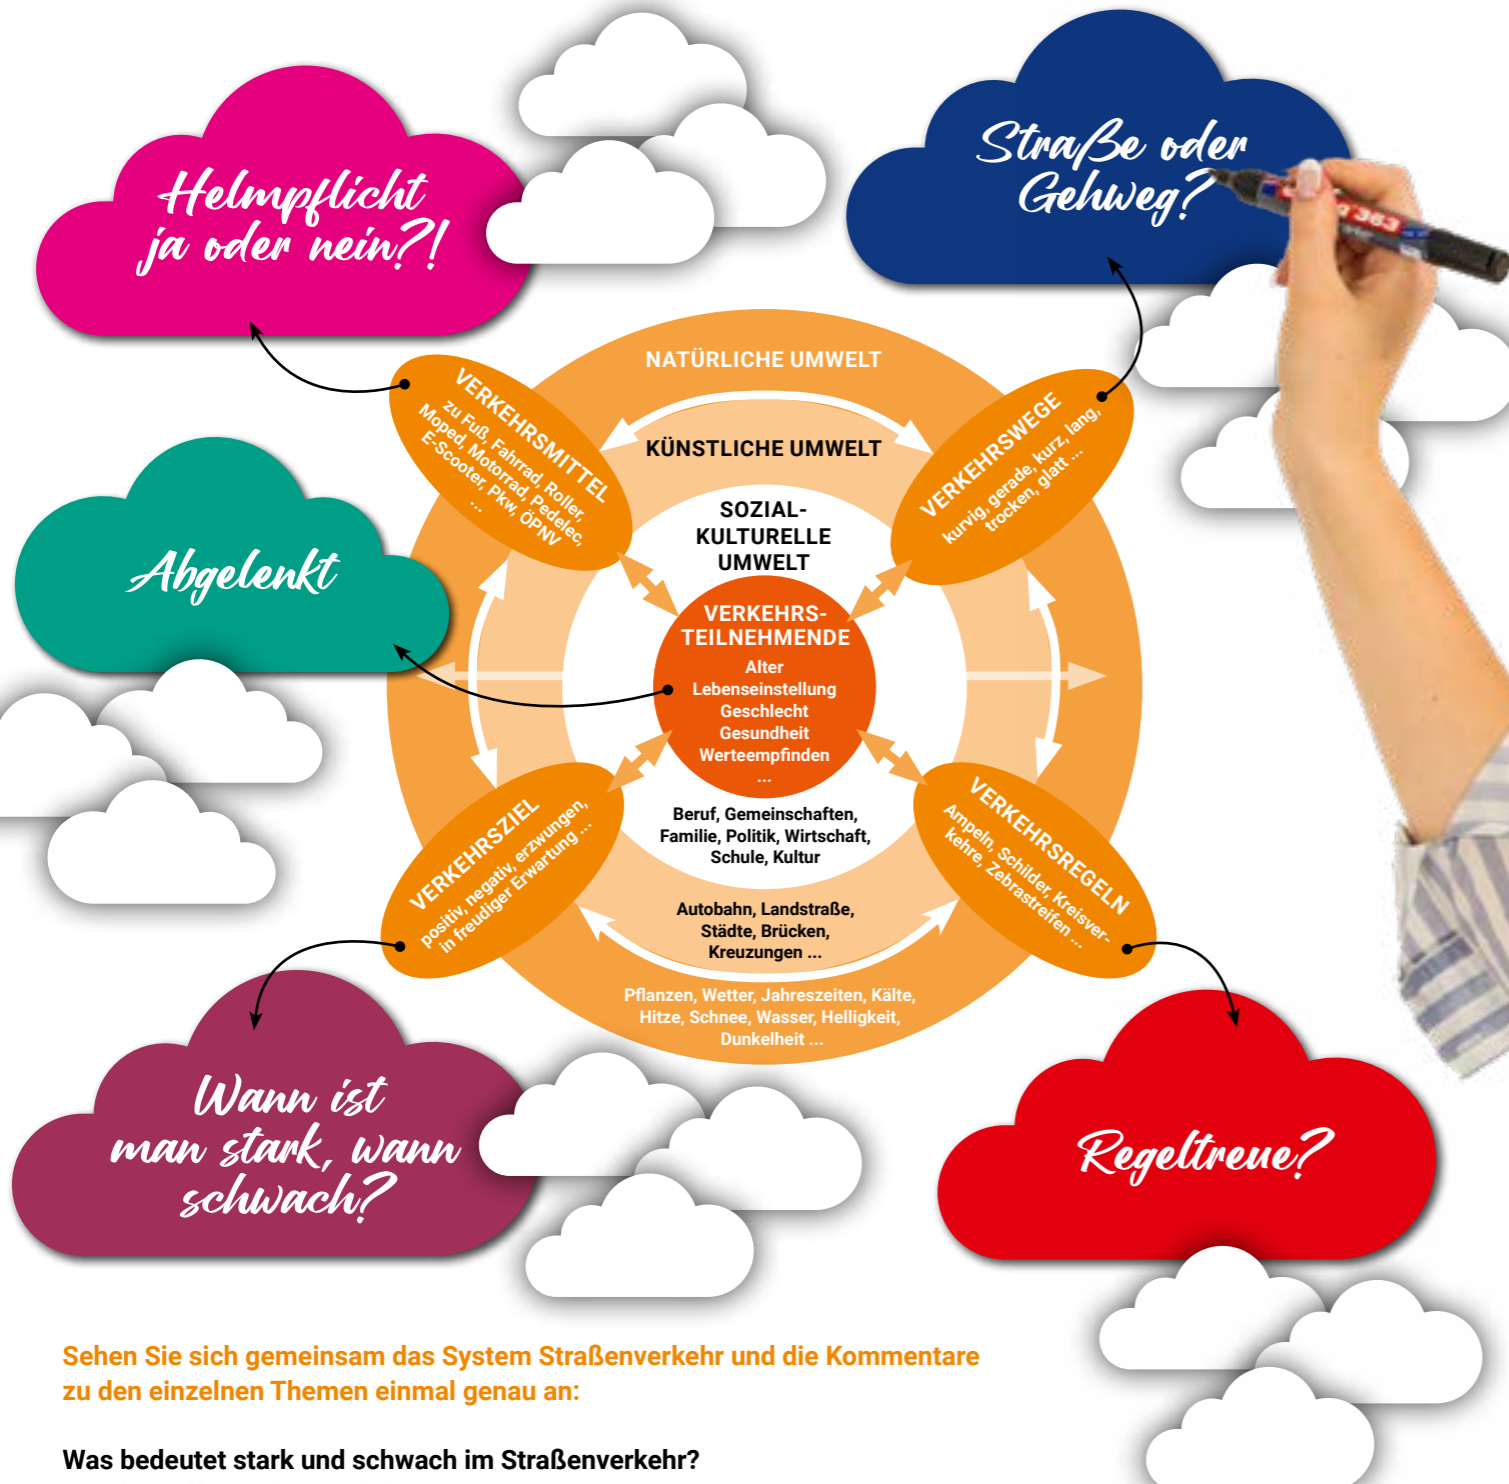 Helmpflicht
ja oder nein?!
Straße oder
Gehweg?
363
NATÜRLICHE UMWELT
KÜNSTLICHE UMWELT
SOZIAL-
KULTURELLE
UMWELT
VERKEHRSMITTEL
zu Fuß, Fahrrad, Roller,
Moped, Motorrad, Pedelec,
E-Scooter, Pkw, ÖPNV
...
VERKEHRSWEGE
kurvig, gerade, kurz, lang,
trocken, glatt ...
Abgelenkt
VERKEHRS-
TEILNEHMENDE
Alter
Lebenseinstellung
Geschlecht
Gesundheit
Werteempfinden
...
VERKEHRSZIEL
positiv, negativ, erzwungen,
in freudiger Erwartung ...
VERKEHRSREGELN
Ampeln, Schilder, Kreisver-
kehre, Zebrastreifen ...
Beruf, Gemeinschaften,
Familie, Politik, Wirtschaft,
Schule, Kultur
Autobahn, Landstraße,
Städte, Brücken,
Kreuzungen ...
Pflanzen, Wetter, Jahreszeiten, Kälte,
Hitze, Schnee, Wasser, Helligkeit,
Dunkelheit ...
Wann ist
man stark, wann
schwach?
Regeltreue?
Sehen Sie sich gemeinsam das System Straßenverkehr und die Kommentare
zu den einzelnen Themen einmal genau an:
Was bedeutet stark und schwach im Straßenverkehr?